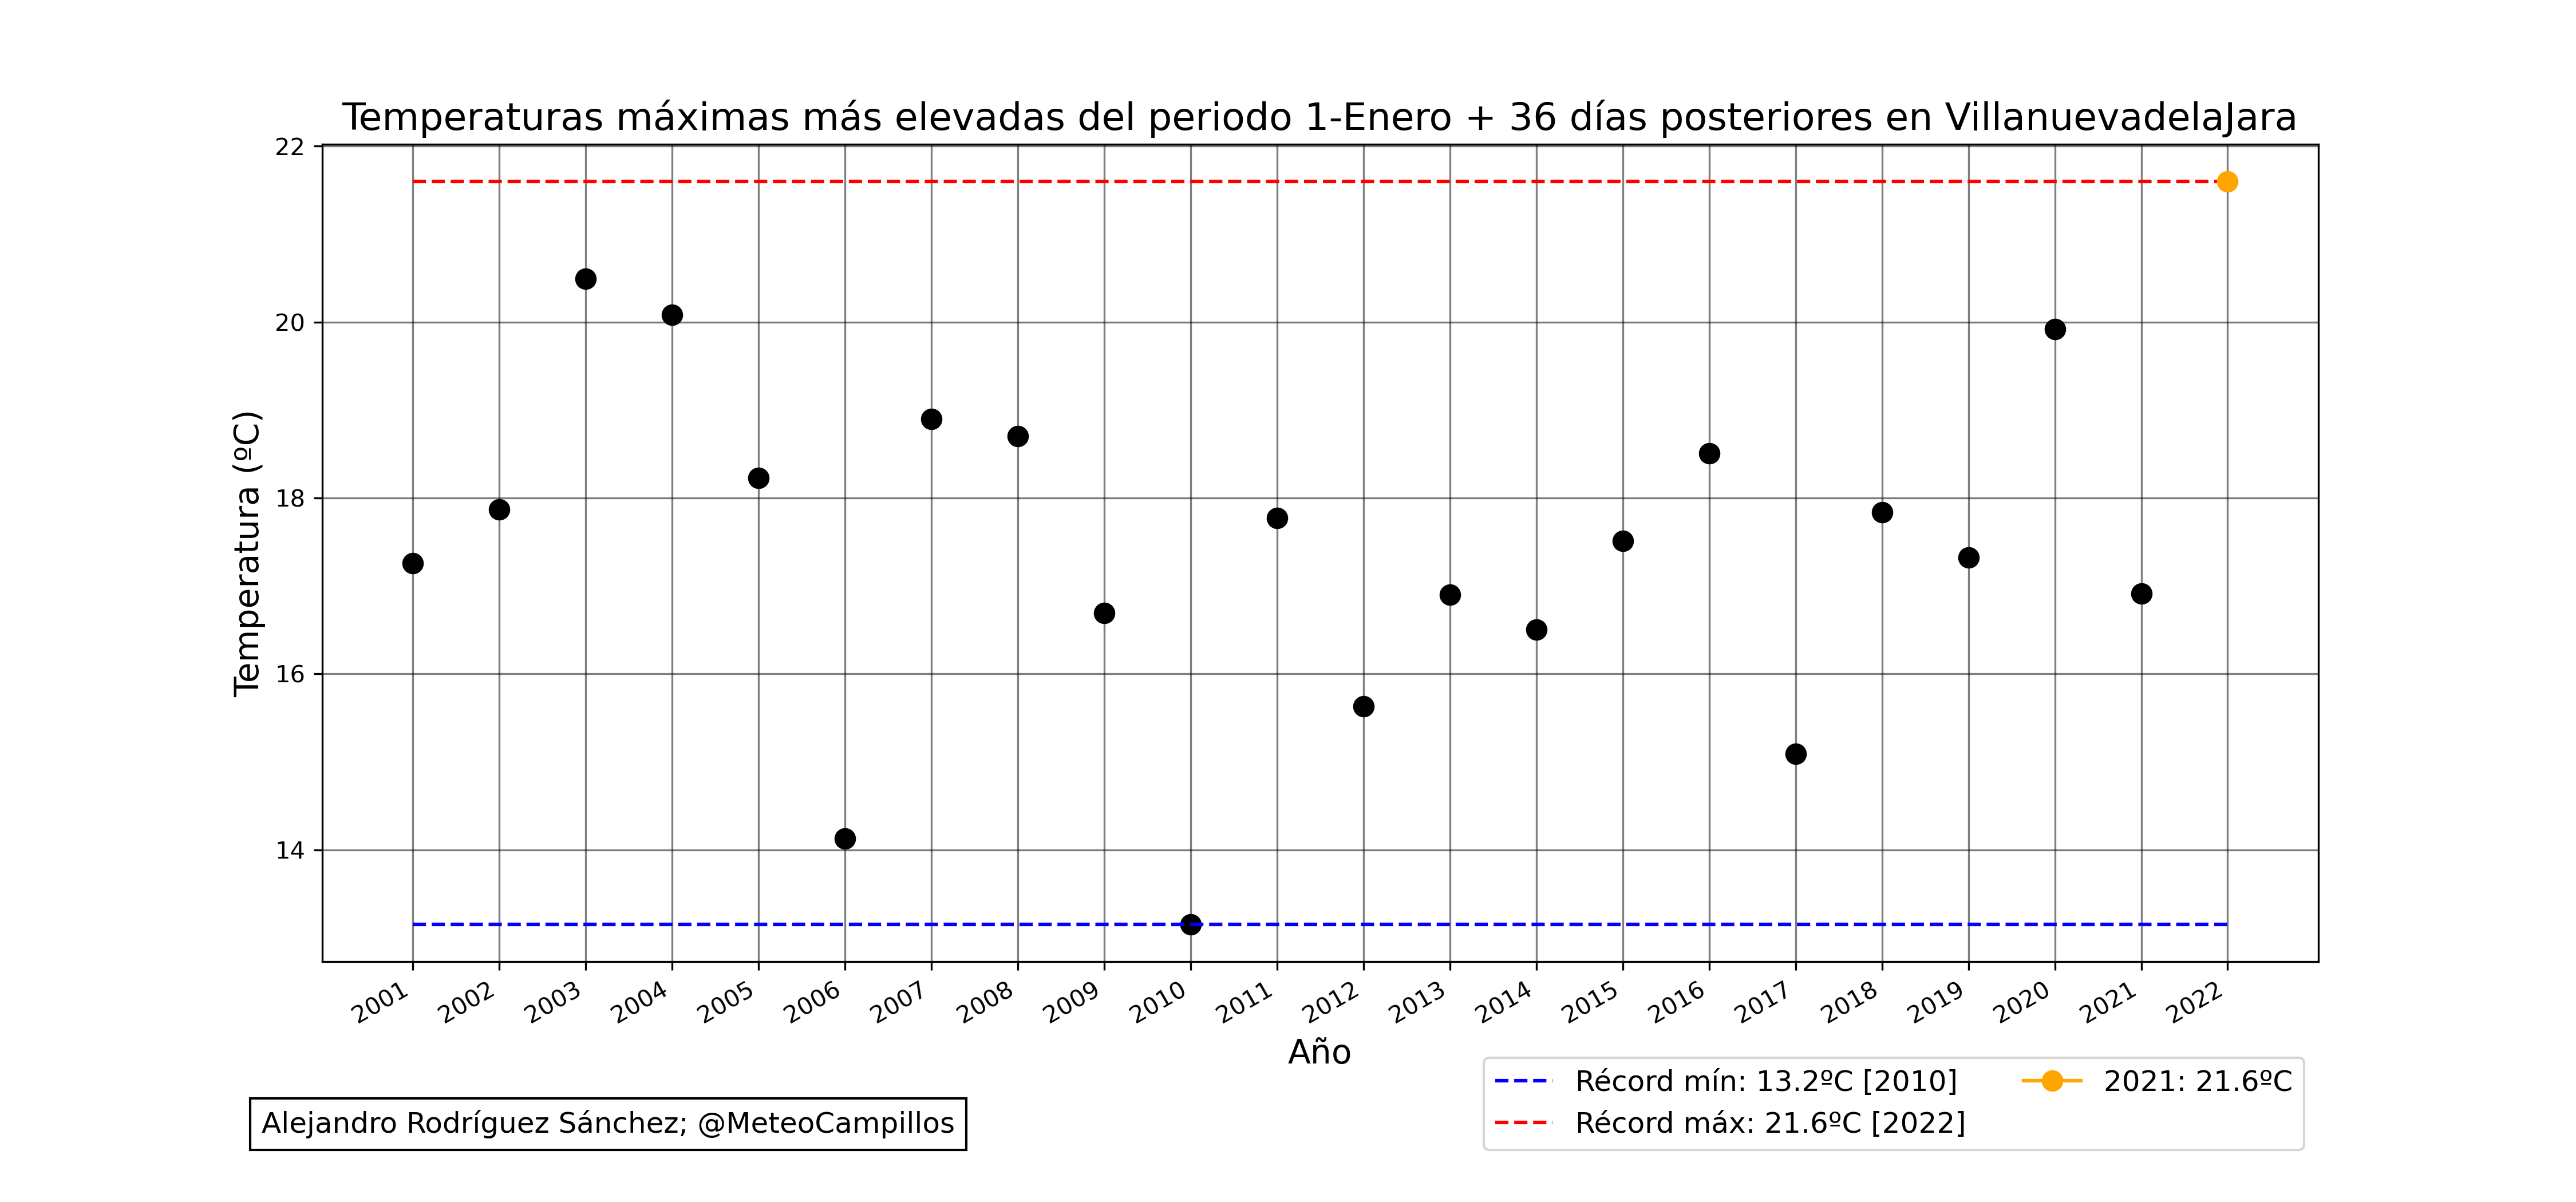 Temperaturas máximas más elevadas del periodo 1-Enero + 36 días posteriores en VillanuevadelaJara
Temperatura (ºC)
22
20
18
16
14
2001 2002 2003 2004 2005 2006 2007 2008 2009 2010 2011 2012 2013 2014 2015 2016 2017 2018 2019 2020 2021 2022
Año
Récord mín: 13.2ºC [2010]
Récord máx: 21.6ºC [2022]
2021: 21.6ºC
Alejandro Rodríguez Sánchez; @MeteoCampillos